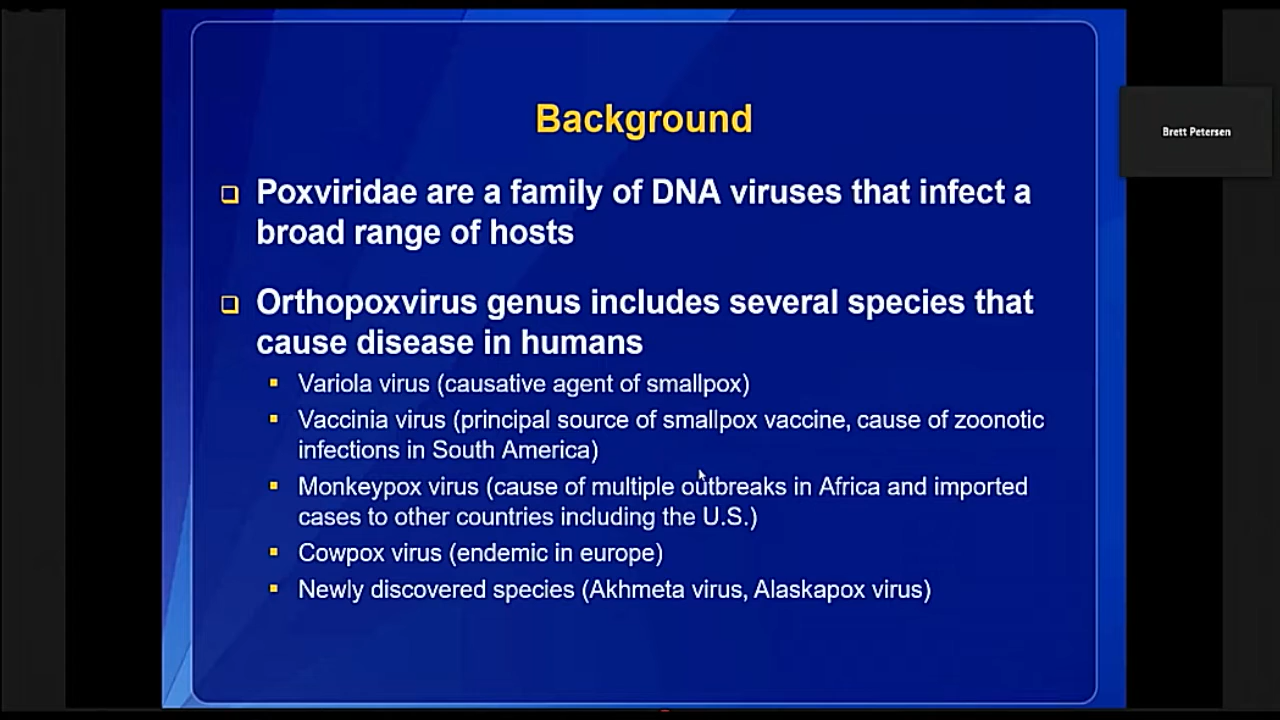 Background
Poxviridae are a family of DNA viruses that infect a
broad range of hosts
Orthopoxvirus genus includes several species that
cause disease in humans
Variola virus (causative agent of smallpox)
Vaccinia virus (principal source of smallpox vaccine, cause of zoonotic
infections in South America)
Monkeypox virus (cause of multiple outbreaks in Africa and imported
cases to other countries including the U.S.)
Cowpox virus (endemic in europe)
Newly discovered species (Akhmeta virus, Alaskapox virus)
Brett Petersen